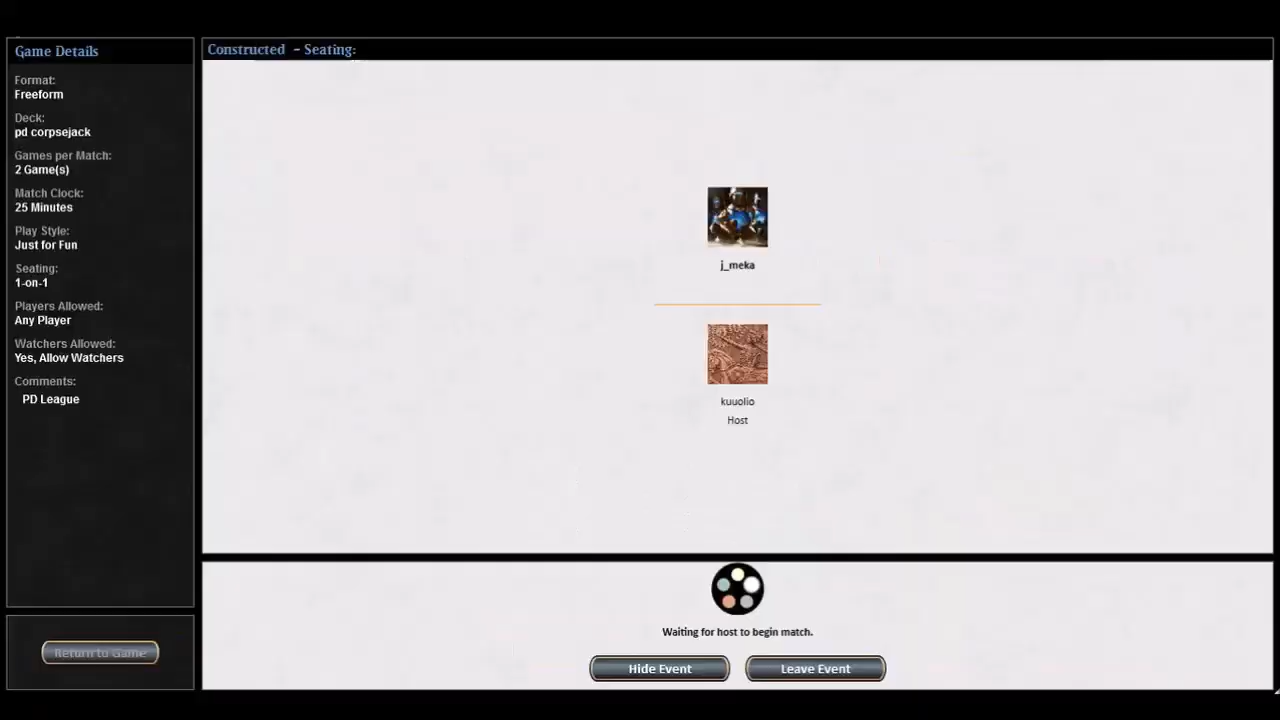 Game Details
Format:
Freeform
Deck:
pd corpsejack
Games per Match:
2 Game(s)
Match Clock:
25 Minutes
Play Style:
Just for Fun
Seating:
1-on-1
Players Allowed:
Any Player
Watchers Allowed:
Yes, Allow Watchers
Comments:
PD League
Return to Game
Constructed - Seating:
j_meka
kuuolio
Host
Waiting for host to begin match.
Hide Event
Leave Event